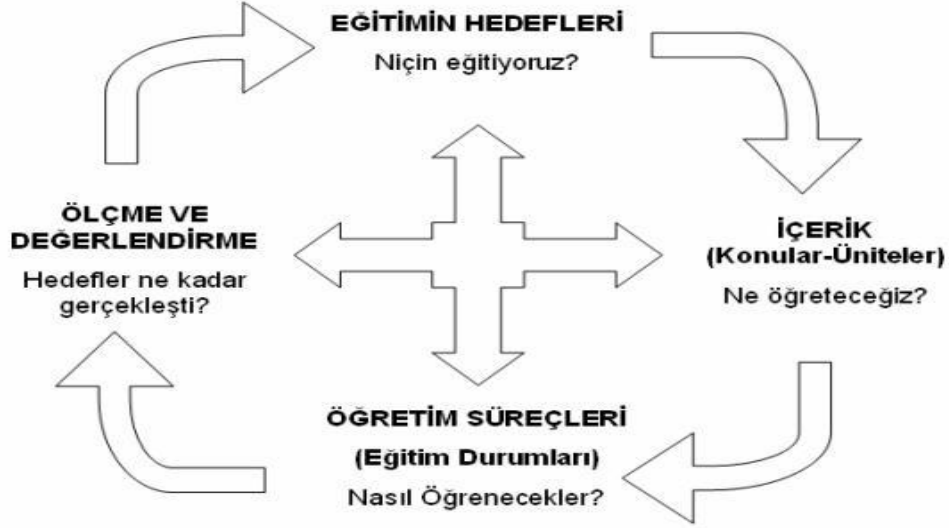 EĞİTİMİN HEDEFLERİ
Niçin eğitiyoruz?
İÇERİK
(Konular-Üniteler)
Ne öğreteceğiz?
ÖĞRETİM SÜREÇLERİ
(Eğitim Durumları)
Nasıl Öğrenecekler?
ÖLÇME VE
DEĞERLENDİRME
Hedefler ne kadar
gerçekleşti?